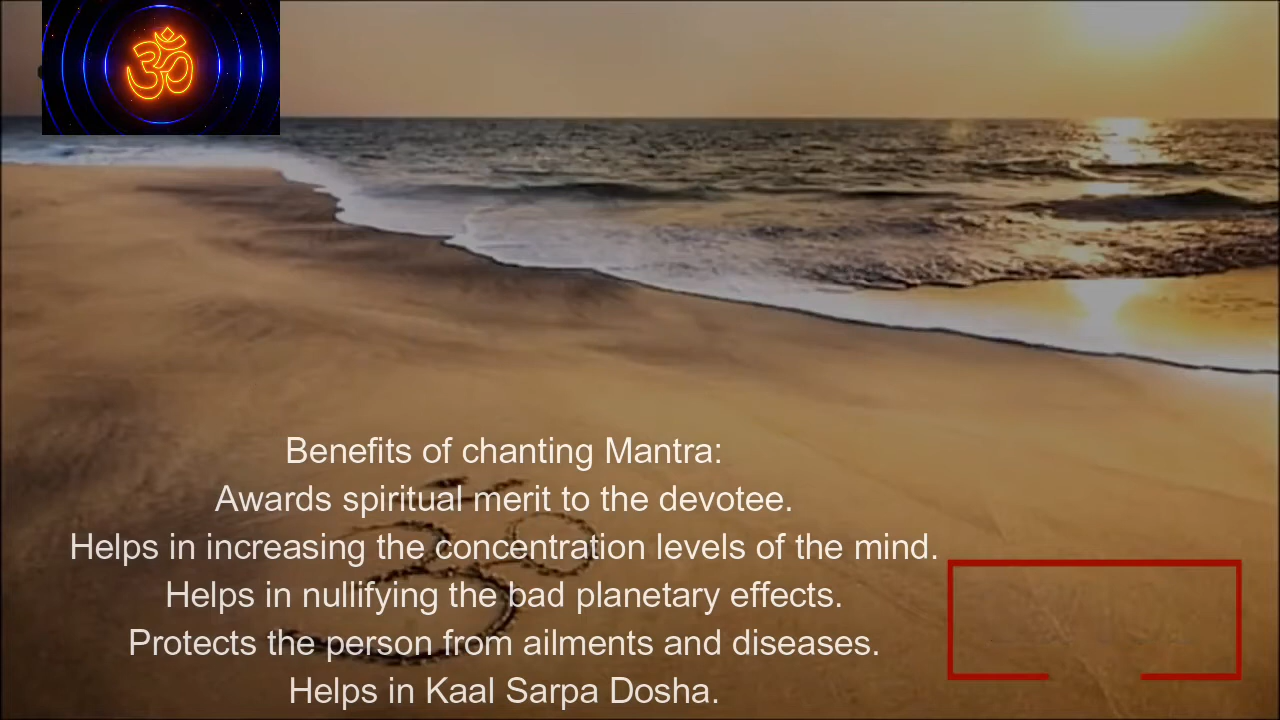 ॐ
Benefits of chanting Mantra:
Awards spiritual merit to the devotee.
Helps in increasing the concentration levels of the mind.
Helps in nullifying the bad planetary effects.
Protects the person from ailments and diseases.
Helps in Kaal Sarpa Dosha.
ॐ